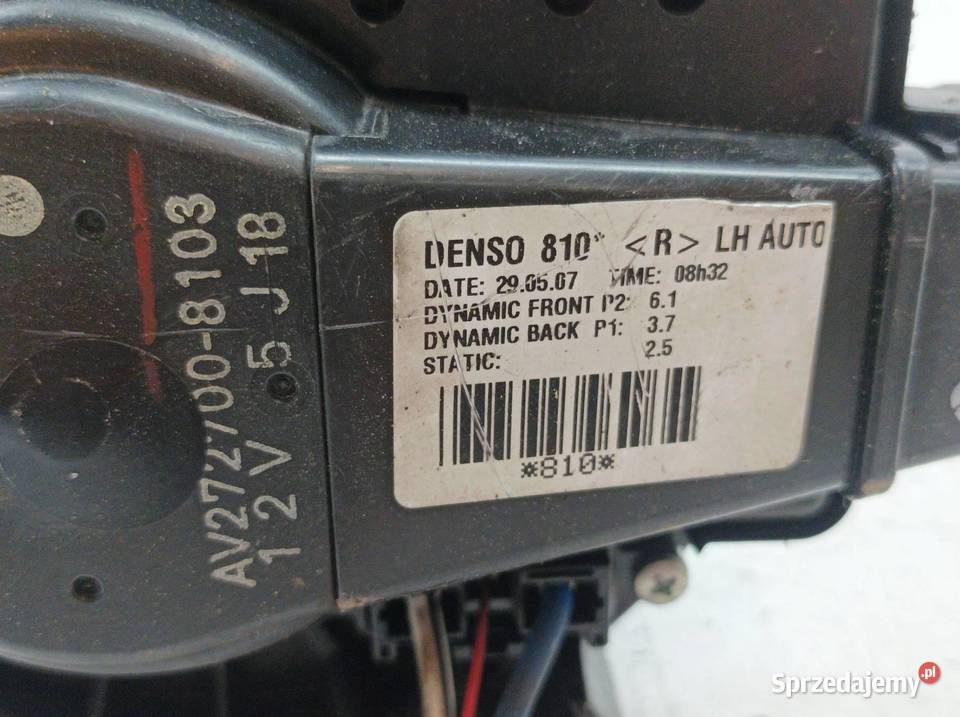 AV272700-8103
12V 5J18
DENSO 810* <R> LH AUTO
DATE: 29.05.07 TIME: 08h32
DYNAMIC FRONT P2: 6.1
DYNAMIC BACK P1: 3.7
STATIC: 2.5
*810*
Sprzedajemy.pl